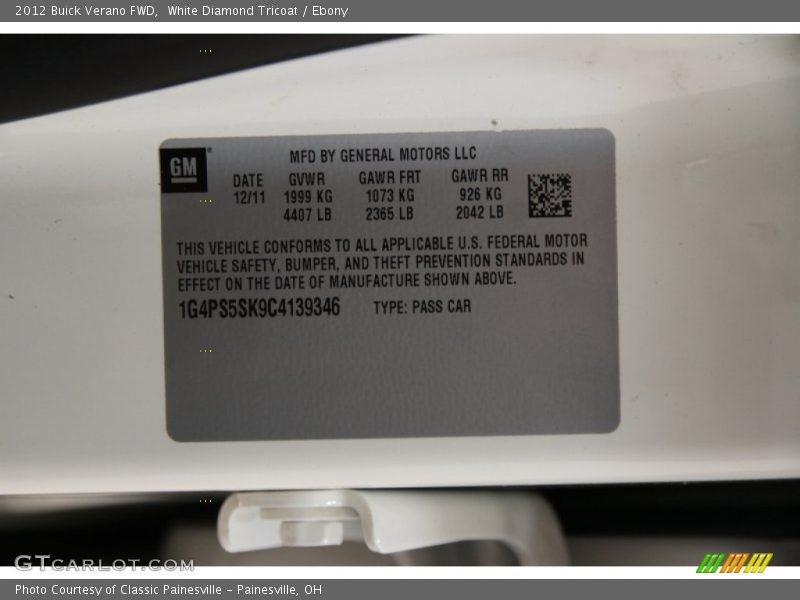 2012 Buick Verano FWD,  White Diamond Tricoat / Ebony
GM
MFD BY GENERAL MOTORS LLC
DATE GVWR GAWR FRT GAWR RR
12/11 1999 KG 1073 KG 926 KG
4407 LB 2365 LB 2042 LB
THIS VEHICLE CONFORMS TO ALL APPLICABLE U.S. FEDERAL MOTOR
VEHICLE SAFETY, BUMPER, AND THEFT PREVENTION STANDARDS IN
EFFECT ON THE DATE OF MANUFACTURE SHOWN ABOVE.
1G4PS5SK9C4139346 TYPE: PASS CAR
GTCARLOT.COM
Photo Courtesy of Classic Painesville - Painesville, OH